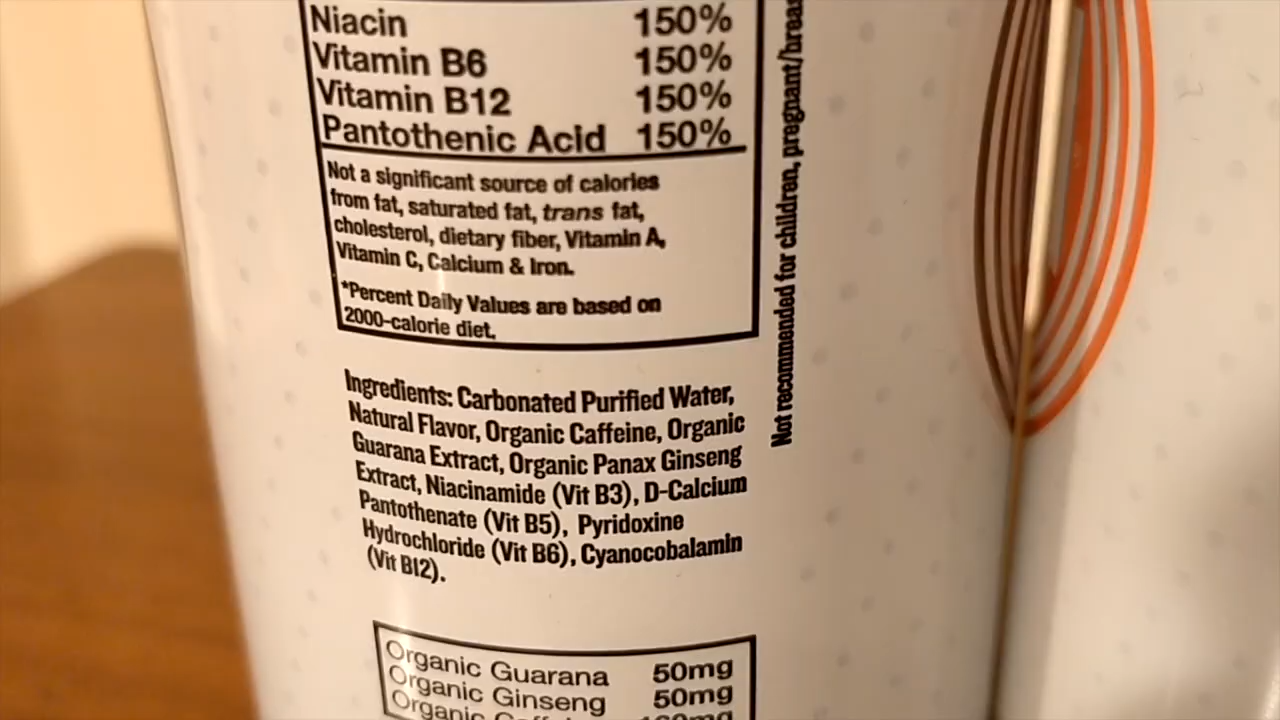 Niacin 150%
Vitamin B6 150%
Vitamin B12 150%
Pantothenic Acid 150%
Not a significant source of calories
from fat, saturated fat, trans fat,
cholesterol, dietary fiber, Vitamin A,
Vitamin C, Calcium & Iron.
*Percent Daily Values are based on
2000-calorie diet.
Ingredients: Carbonated Purified Water,
Natural Flavor, Organic Caffeine, Organic
Guarana Extract, Organic Panax Ginseng
Extract, Niacinamide (Vit B3), D-Calcium
Pantothenate (Vit B5), Pyridoxine
Hydrochloride (Vit B6), Cyanocobalamin
(Vit B12).
Organic Guarana 50mg
Organic Ginseng 50mg
Organic
Not recommended for children, pregnant/